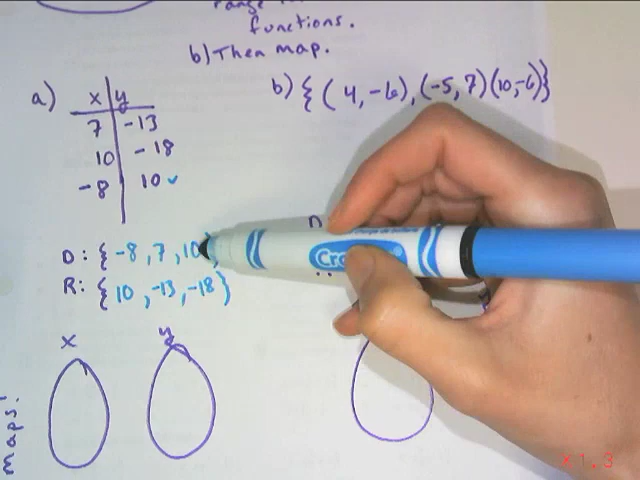 functions.
b) Then map.
a)
x y
7 -13
10 -18
-8 10 ✓
b) { ( 4, -6), (-5, 7) (10, -6)}
D: { -8, 7, 10
R: { 10, -13, -18 }
x y
maps!
Cra
x1.3